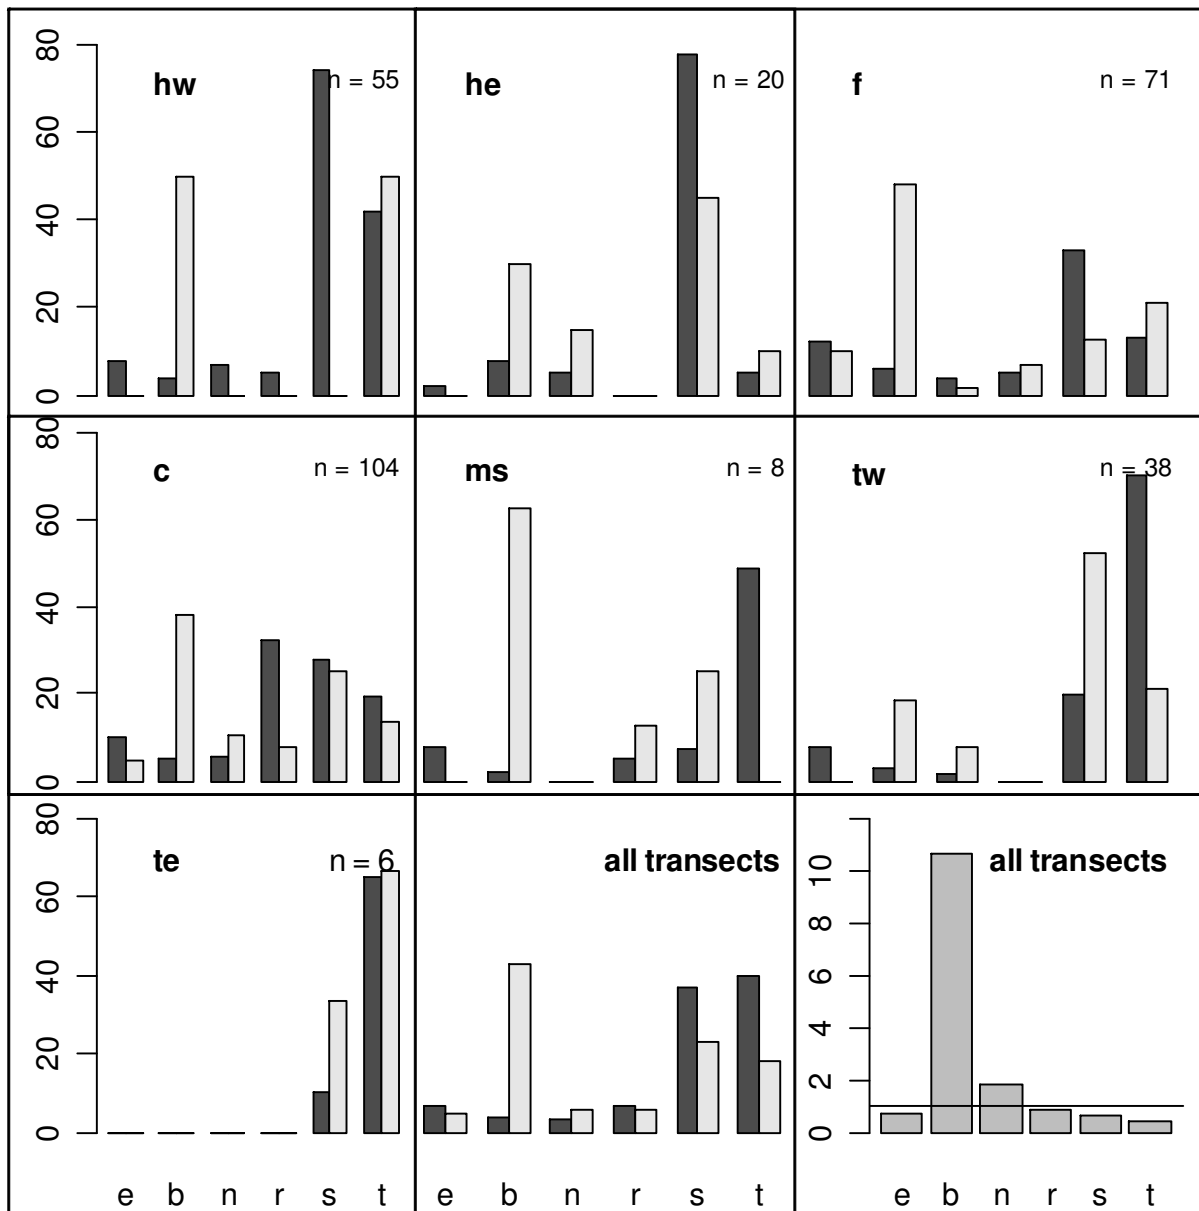 80
60
40
20
0
hw
n = 55
he
n = 20
f
n = 71
80
60
40
20
0
c
n = 104
ms
n = 8
tw
n = 38
80
60
40
20
0
te
n = 6
all transects
10
8
6
4
2
0
all transects
e b n r s t
e b n r s t
e b n r s t